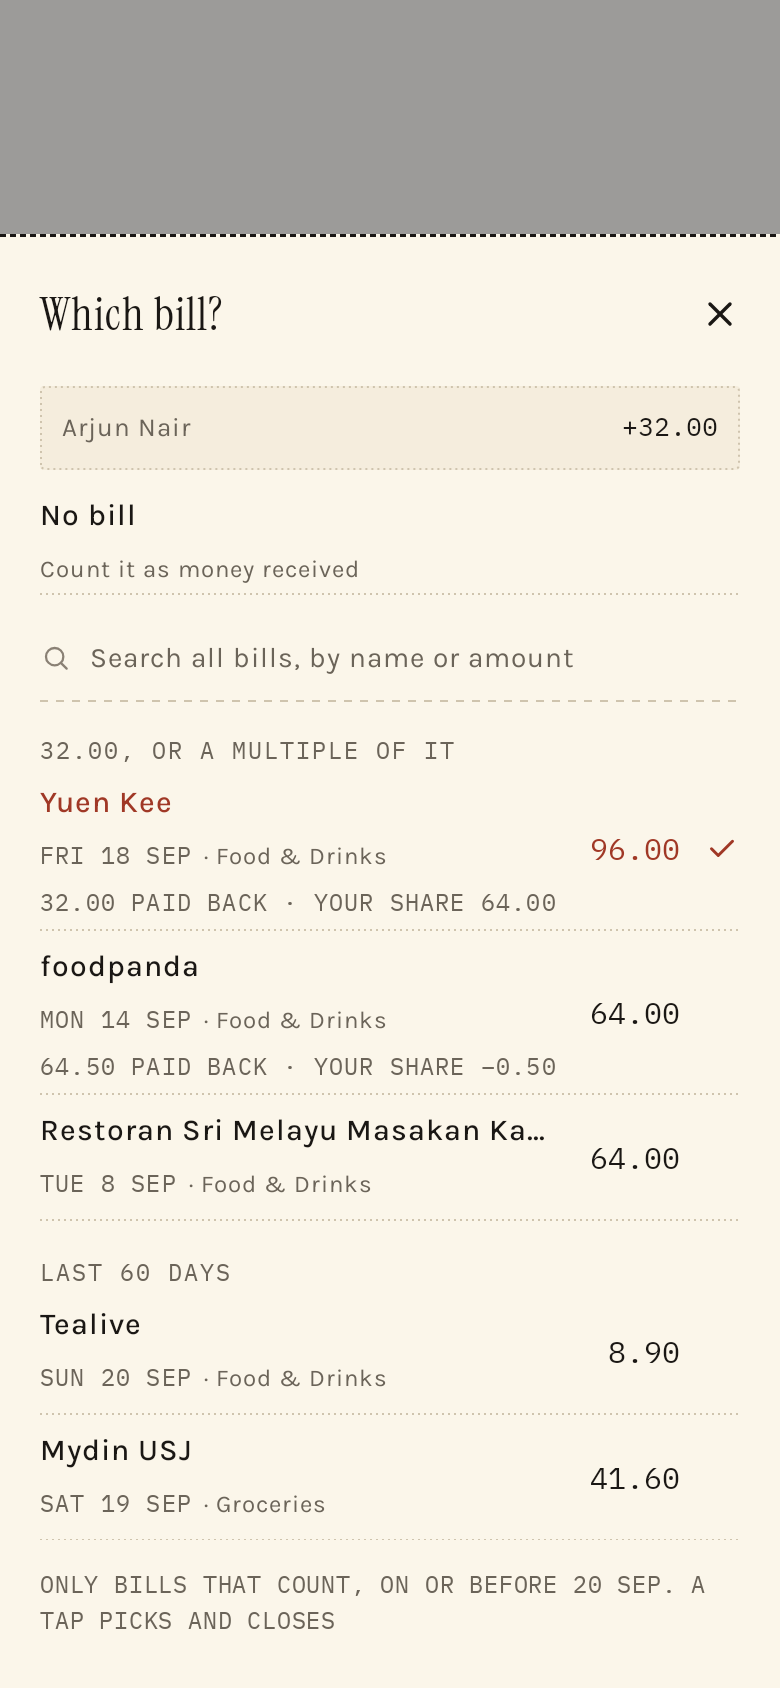 Which bill?
Arjun Nair +32.00
No bill
Count it as money received
Search all bills, by name or amount
32.00, OR A MULTIPLE OF IT
Yuen Kee
FRI 18 SEP · Food & Drinks 96.00
32.00 PAID BACK · YOUR SHARE 64.00
foodpanda
MON 14 SEP · Food & Drinks 64.00
64.50 PAID BACK · YOUR SHARE −0.50
Restoran Sri Melayu Masakan Ka… 64.00
TUE 8 SEP · Food & Drinks
LAST 60 DAYS
Tealive 8.90
SUN 20 SEP · Food & Drinks
Mydin USJ 41.60
SAT 19 SEP · Groceries
ONLY BILLS THAT COUNT, ON OR BEFORE 20 SEP. A
TAP PICKS AND CLOSES